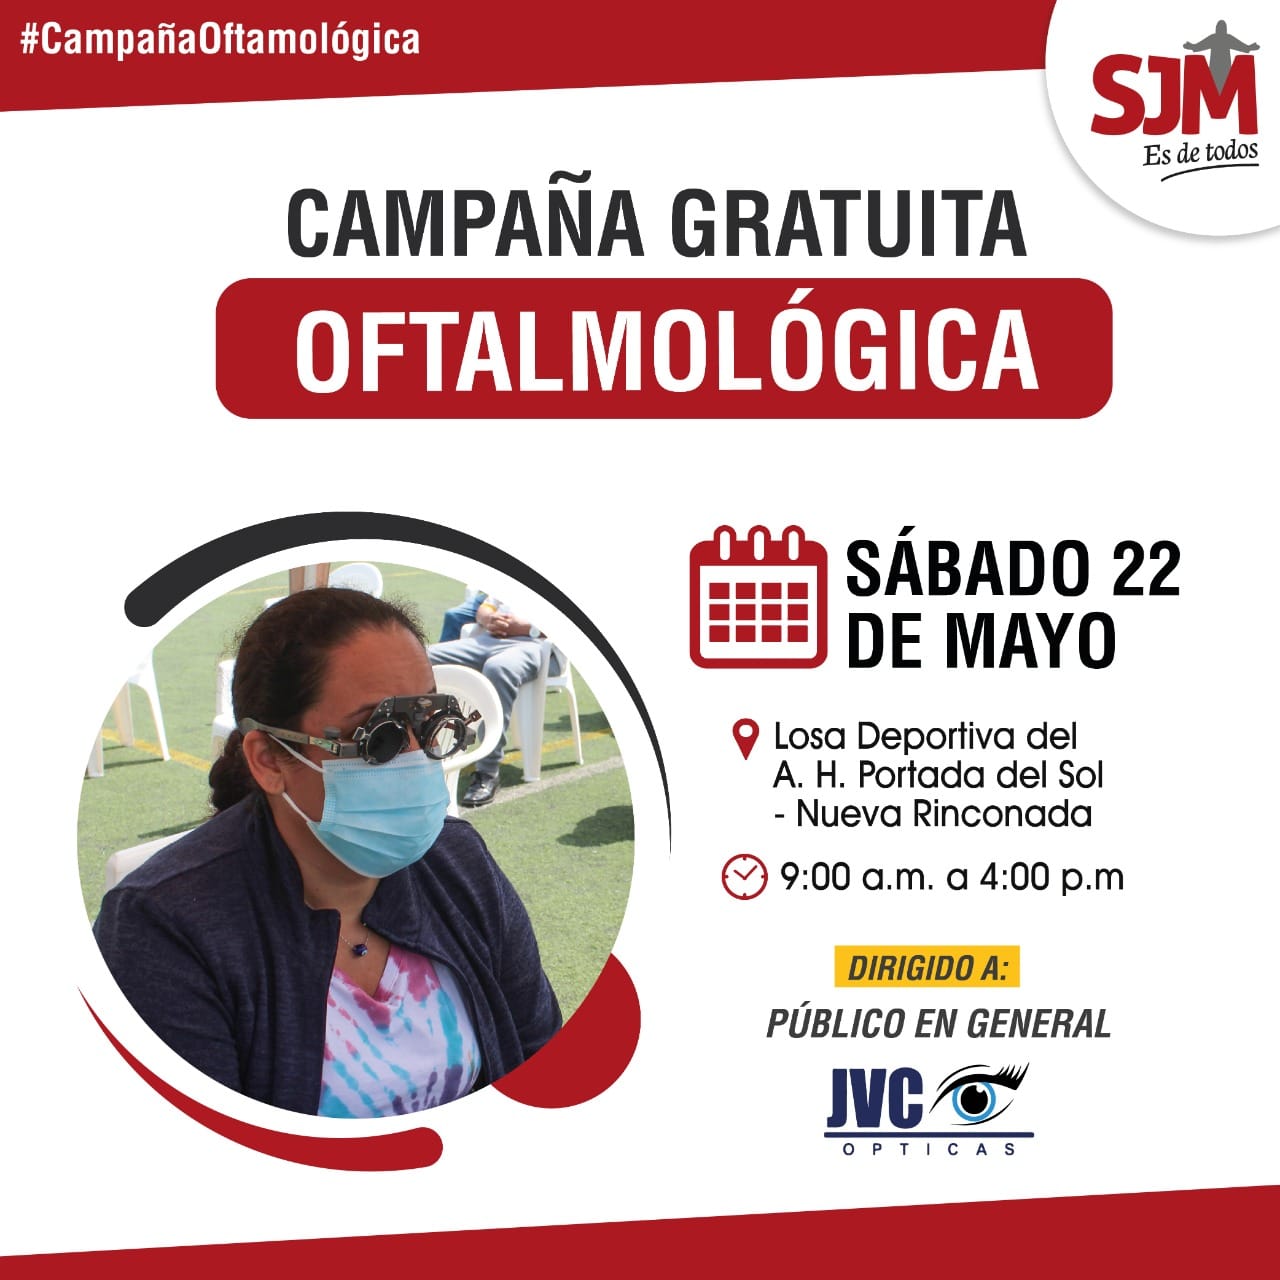 #CampañaOftamológica
SJM
Es de todos
CAMPAÑA GRATUITA
OFTALMOLÓGICA
SÁBADO 22
DE MAYO
Losa Deportiva del
A. H. Portada del Sol
- Nueva Rinconada
9:00 a.m. a 4:00 p.m
DIRIGIDO A:
PÚBLICO EN GENERAL
JVC
OPTICAS